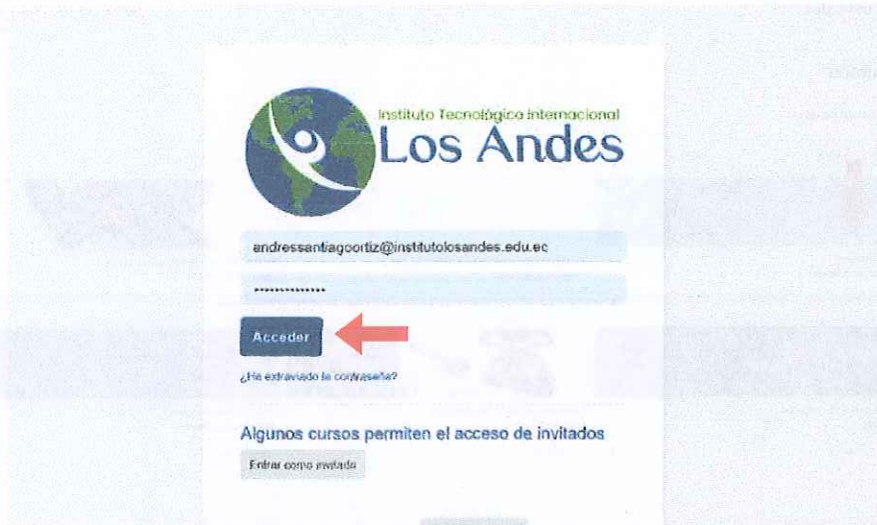 Instituto Tecnológico Internacional
Los Andes
andressantiagoortiz@institutolosandes.edu.ec
••••••••••••••
Acceder
¿Ha extraviado la contraseña?
Algunos cursos permiten el acceso de invitados
Entrar como invitado